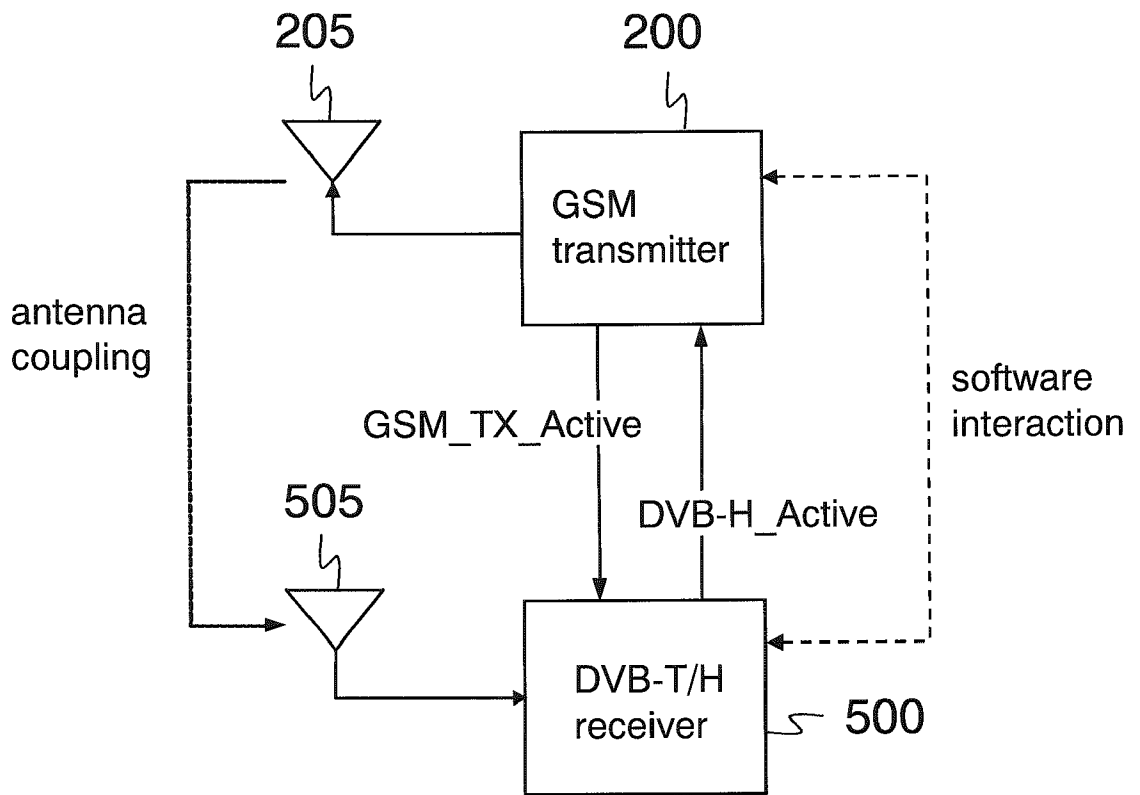 205
200
GSM
transmitter
antenna
coupling
software
interaction
GSM_TX_Active
505
DVB-H_Active
DVB-T/H
receiver
500